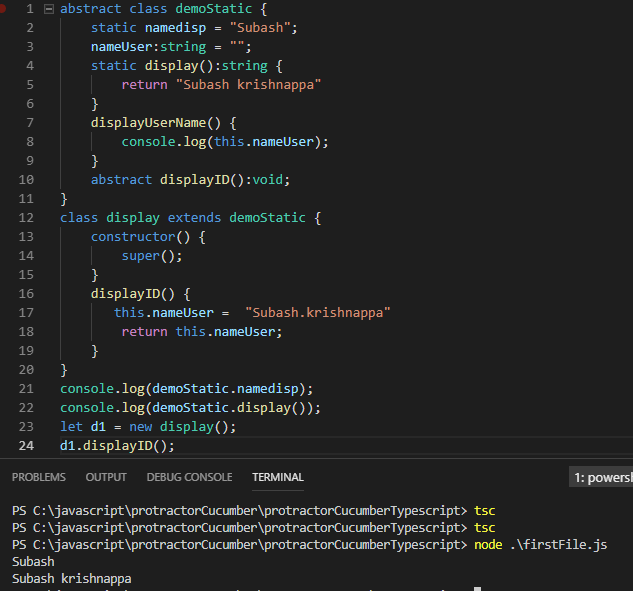 1 abstract class demoStatic {
2 static namedisp = "Subash";
3 nameUser:string = "";
4 static display():string {
5 return "Subash krishnappa"
6 }
7 displayUserName() {
8 console.log(this.nameUser);
9 }
10 abstract displayID():void;
11 }
12 class display extends demoStatic {
13 constructor() {
14 super();
15 }
16 displayID() {
17 this.nameUser =  "Subash.krishnappa"
18 return this.nameUser;
19 }
20 }
21 console.log(demoStatic.namedisp);
22 console.log(demoStatic.display());
23 let d1 = new display();
24 d1.displayID();
PROBLEMS OUTPUT DEBUG CONSOLE TERMINAL 1: powersh
PS C:\javascript\protractorCucumber\protractorCucumberTypescript> tsc
PS C:\javascript\protractorCucumber\protractorCucumberTypescript> tsc
PS C:\javascript\protractorCucumber\protractorCucumberTypescript> node .\firstFile.js
Subash
Subash krishnappa